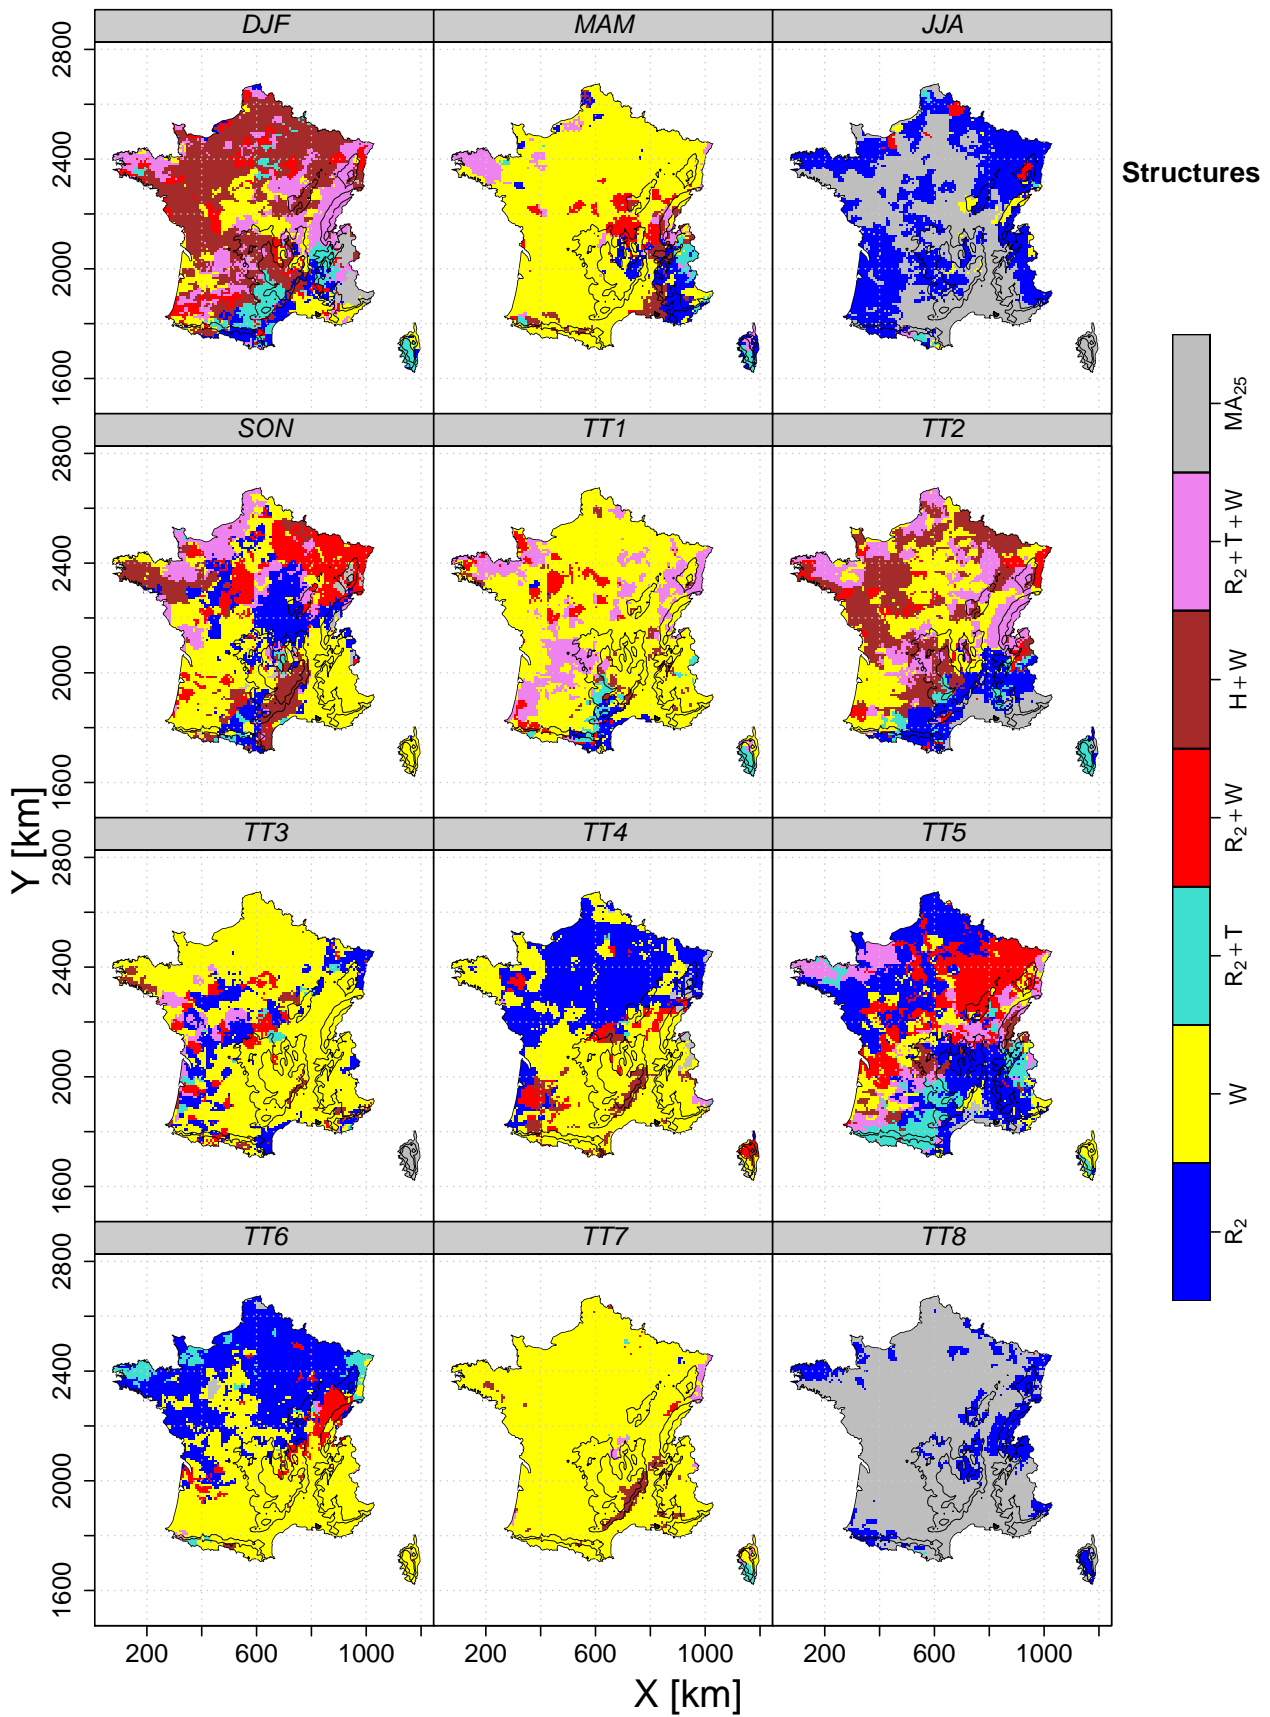 DJF MAM JJA
2800
2400
2000
1600
Structures
SON TT1 TT2
2800
2400
2000
1600
TT3 TT4 TT5
2800
2400
2000
1600
TT6 TT7 TT8
2800
2400
2000
1600
200 600 1000 200 600 1000 200 600 1000
X [km]
Y [km]
MA₂₅
R₂+T+W
H+W
R₂+W
R₂+T
W
R₂